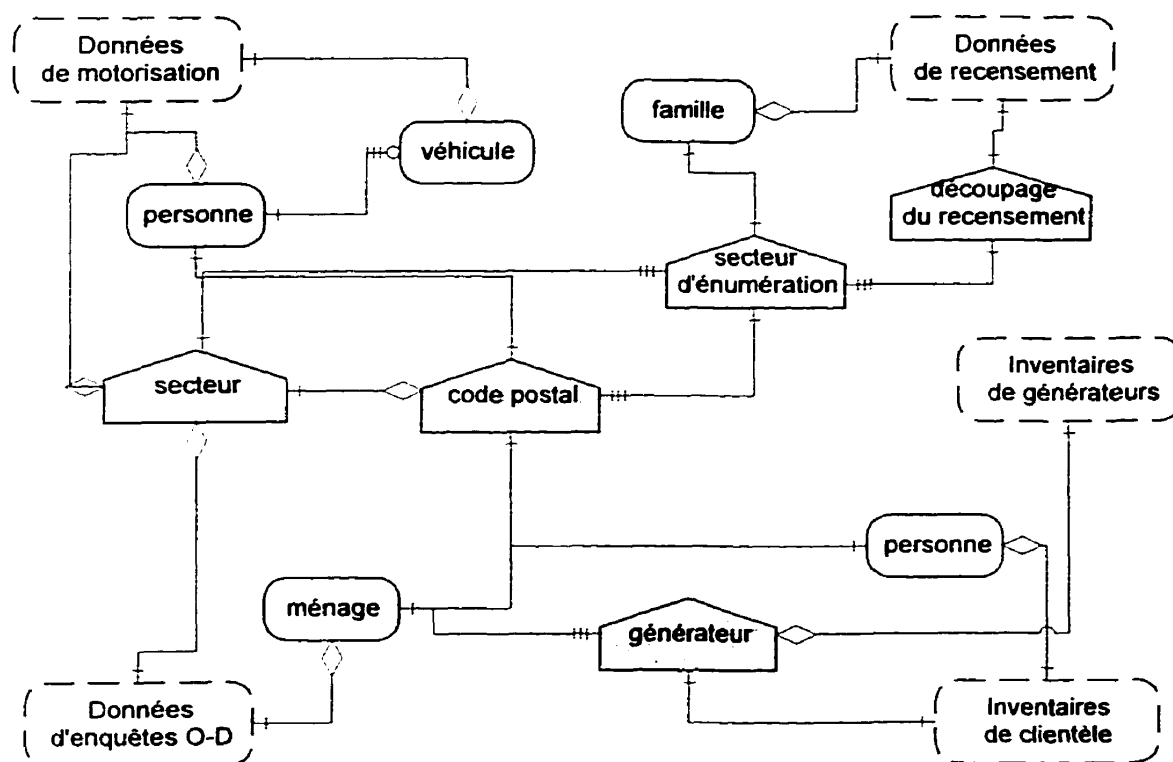 Données
de motorisation
Données
de recensement
famille
véhicule
personne
découpage
du recensement
secteur
d'énumération
secteur
code postal
Inventaires
de générateurs
personne
ménage
générateur
Données
d'enquêtes O-D
Inventaires
de clientèle